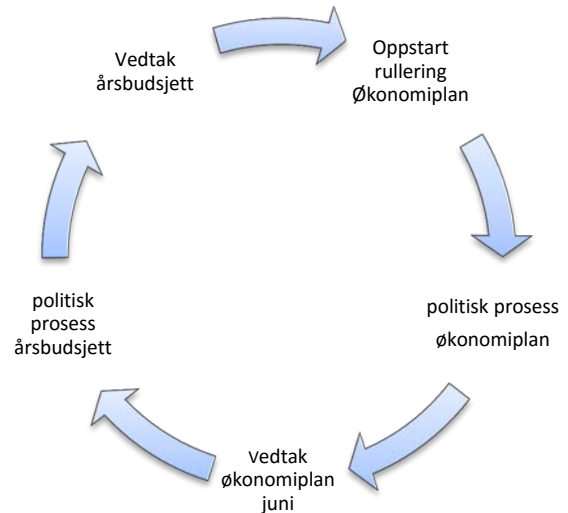 Vedtak
årsbudsjett
Oppstart
rullering
Økonomiplan
politisk prosess
økonomiplan
vedtak
økonomiplan
juni
politisk
prosess
årsbudsjett